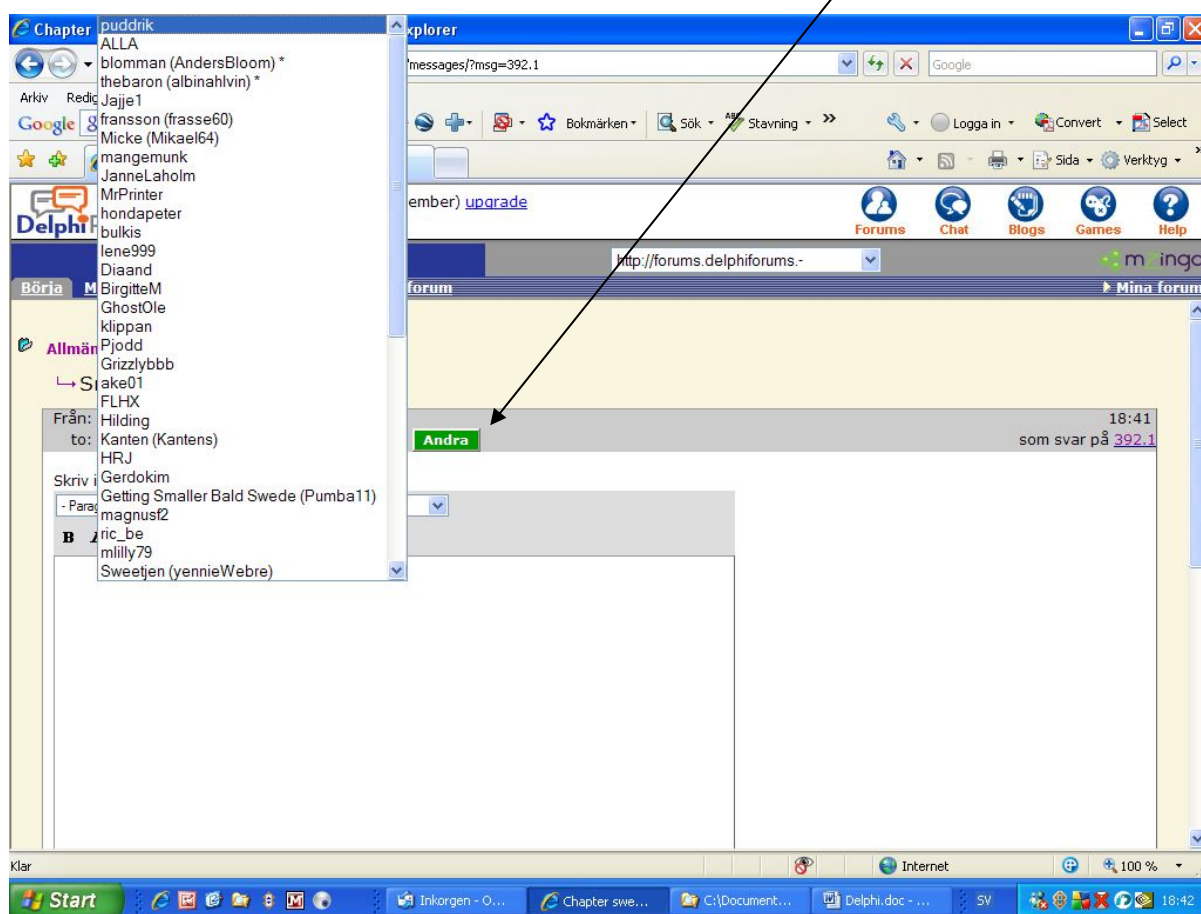 Chapter
xplorer
puddrik
ALLA
blomman (AndersBloom) *
thebaron (albinahlvin) *
Jajje1
fransson (frasse60)
Micke (Mikael64)
mangemunk
JanneLaholm
MrPrinter
hondapeter
bulkis
lene999
Diaand
BirgitteM
GhostOle
klippan
Pjodd
Grizzlybbb
ake01
FLHX
Hilding
Kanten (Kantens)
HRJ
Gerdokim
Getting Smaller Bald Swede (Pumba11)
magnusf2
ric_be
mlilly79
Sweetjen (yennieWebre)
/messages/?msg=392.1
Google
Arkiv Redig
Google
Bokmärken
Sök
ABC Stavning
»
Logga in
Convert
Select
Sida
Verktyg
»
DelphiF
ember) upgrade
Forums Chat Blogs Games Help
http://forums.delphiforums.-
mzinga
Börja M
forum
Mina forum
Allmän
Från:
18:41
to:
Andra
som svar på 392.1
Skriv i
- Parag
B
Klar
Internet
100 %
Start
Inkorgen - O...
Chapter swe...
C:\Document...
Delphi.doc - ...
SV
18:42